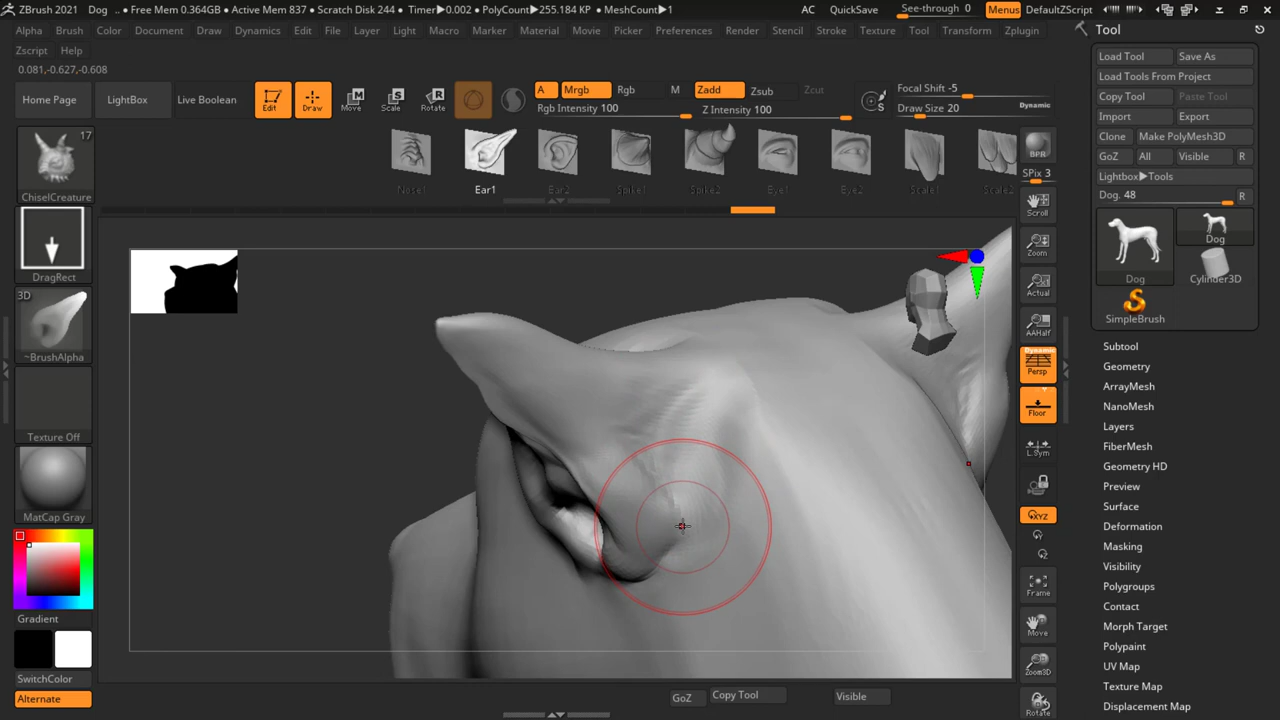 ZBrush 2021 Dog .. • Free Mem 0.364GB • Active Mem 837 • Scratch Disk 244 • Timer▶0.002 • PolyCount▶255.184 KP • MeshCount▶1 AC QuickSave See-through 0 Menus DefaultZScript
Alpha Brush Color Document Draw Dynamics Edit File Layer Light Macro Marker Material Movie Picker Preferences Render Stencil Stroke Texture Tool Transform Zplugin
Zscript Help
0.081,-0.627,-0.608
Home Page LightBox Live Boolean
Edit Draw Move Scale Rotate
A Mrgb Rgb M Zadd Zsub Zcut
Rgb Intensity 100 Z Intensity 100
S
Focal Shift -5
Draw Size 20 Dynamic
17
ChiselCreature
Nose1 Ear1 Ear2 Spike1 Spike2 Eye1 Eye2 Scale1 Scale2
DragRect
3D
~BrushAlpha
Texture Off
MatCap Gray
Gradient
SwitchColor
Alternate
BPR
SPix 3
Scroll
Zoom
Actual
AAHalf
Dynamic
Persp
Floor
L.Sym
XYZ
Frame
Move
Zoom3D
Rotate
GoZ Copy Tool Visible
Tool
Load Tool Save As
Load Tools From Project
Copy Tool Paste Tool
Import Export
Clone Make PolyMesh3D
GoZ All Visible R
Lightbox▶Tools
Dog. 48 R
Dog
Dog
Cylinder3D
SimpleBrush
Subtool
Geometry
ArrayMesh
NanoMesh
Layers
FiberMesh
Geometry HD
Preview
Surface
Deformation
Masking
Visibility
Polygroups
Contact
Morph Target
Polypaint
UV Map
Texture Map
Displacement Map